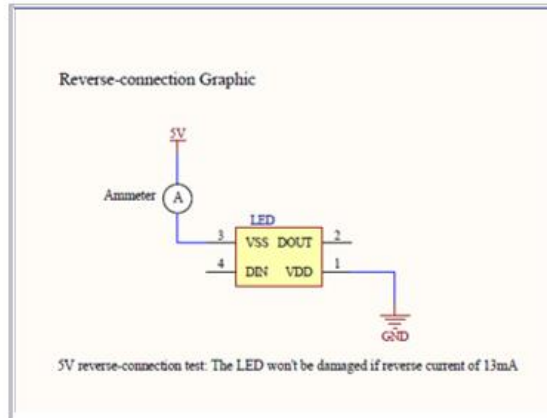 Reverse-connection Graphic
5V
Ammeter A
LED
3 VSS DOUT 2
4 DIN VDD 1
GND
5V reverse-connection test: The LED won't be damaged if reverse current of 13mA